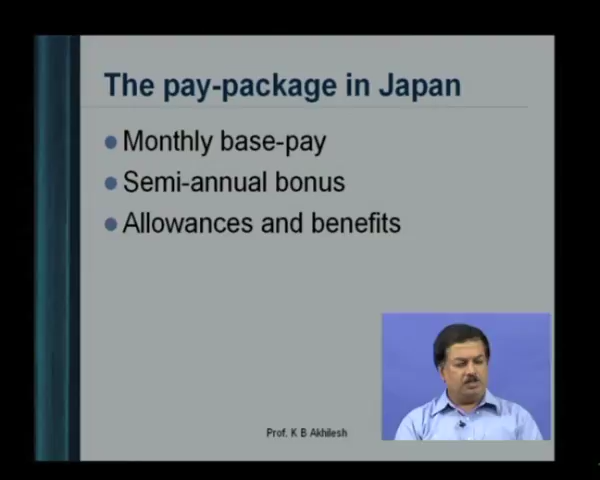 The pay-package in Japan
Monthly base-pay
Semi-annual bonus
Allowances and benefits
Prof. K B Akhilesh